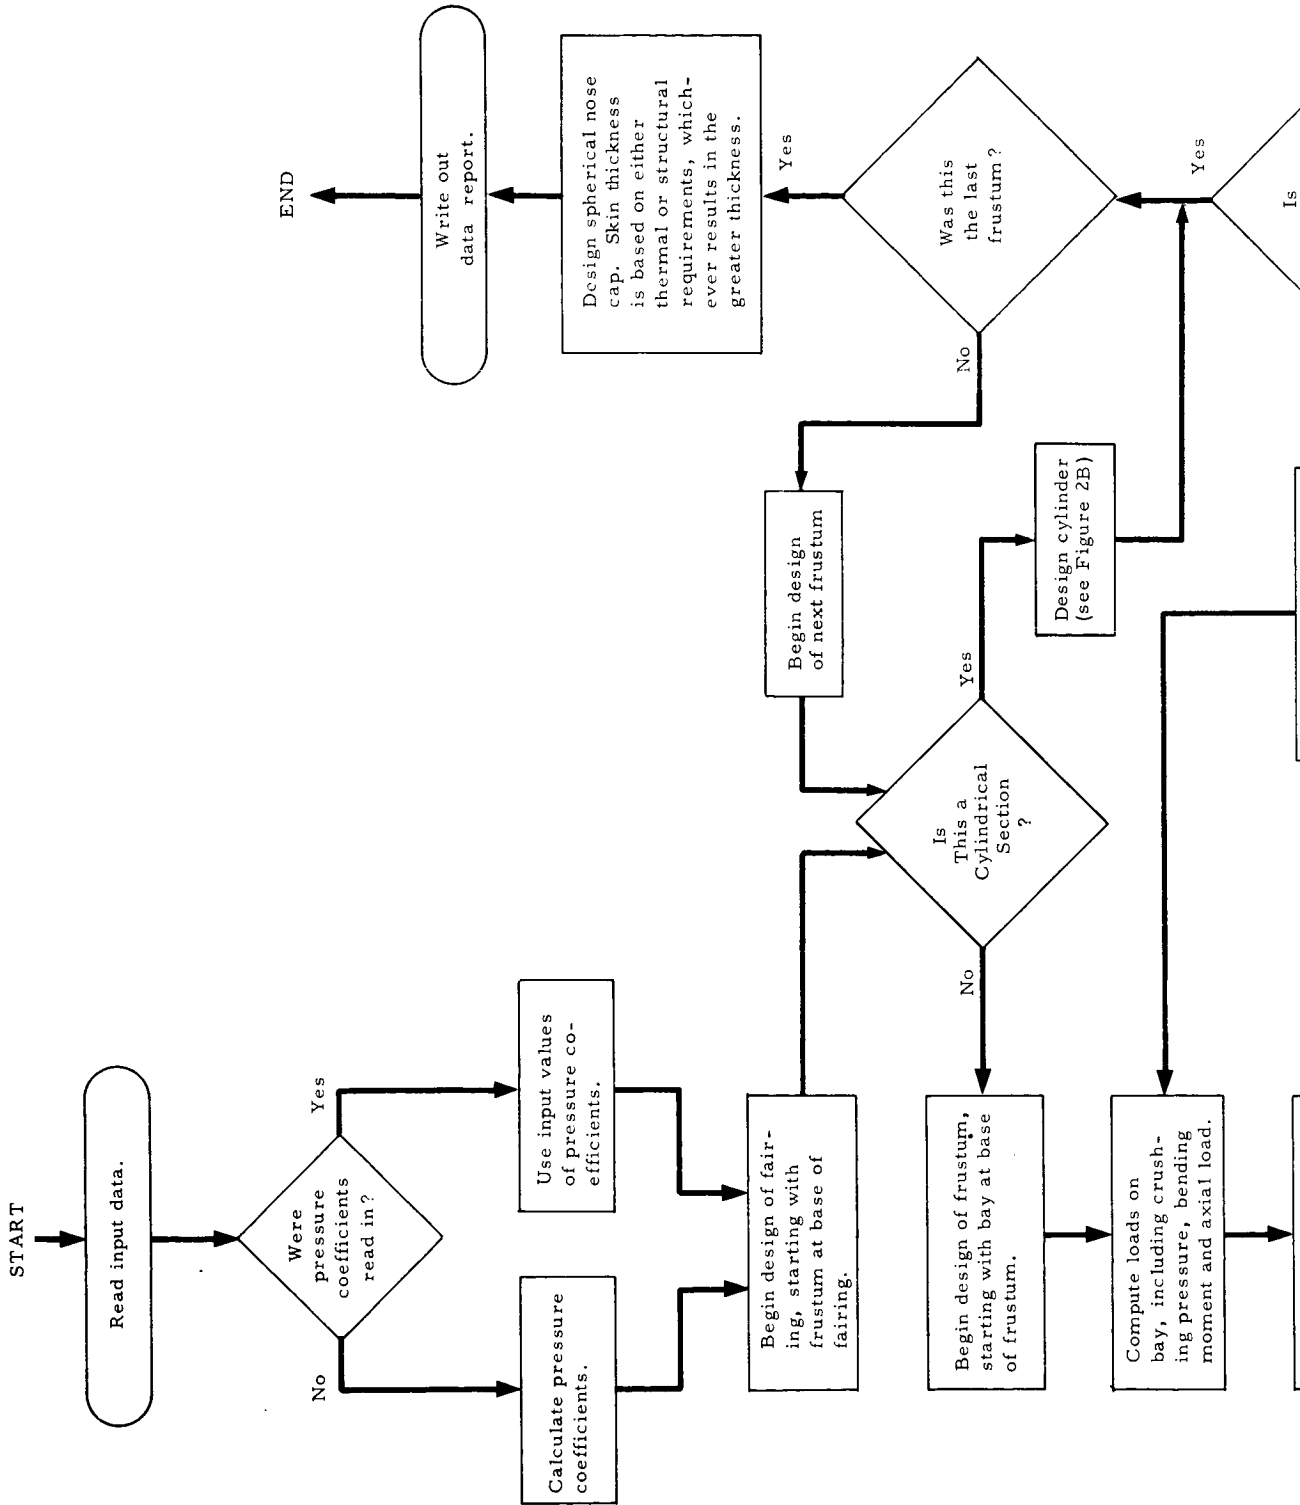 START
Read input data.
Were
pressure
coefficients
read in?
No
Yes
Calculate pressure
coefficients.
Use input values
of pressure co-
efficients.
Begin design of fair-
ing, starting with
frustum at base of
fairing.
Is
This a
Cylindrical
Section
?
No
Yes
Begin design of frustum,
starting with bay at base
of frustum.
Compute loads on
bay, including crush-
ing pressure, bending
moment and axial load.
Design cylinder
(see Figure 2B)
Begin design
of next frustum
No
Was this
the last
frustum?
Yes
Is
Yes
Design spherical nose
cap. Skin thickness
is based on either
thermal or structural
requirements, which-
ever results in the
greater thickness.
Write out
data report.
END